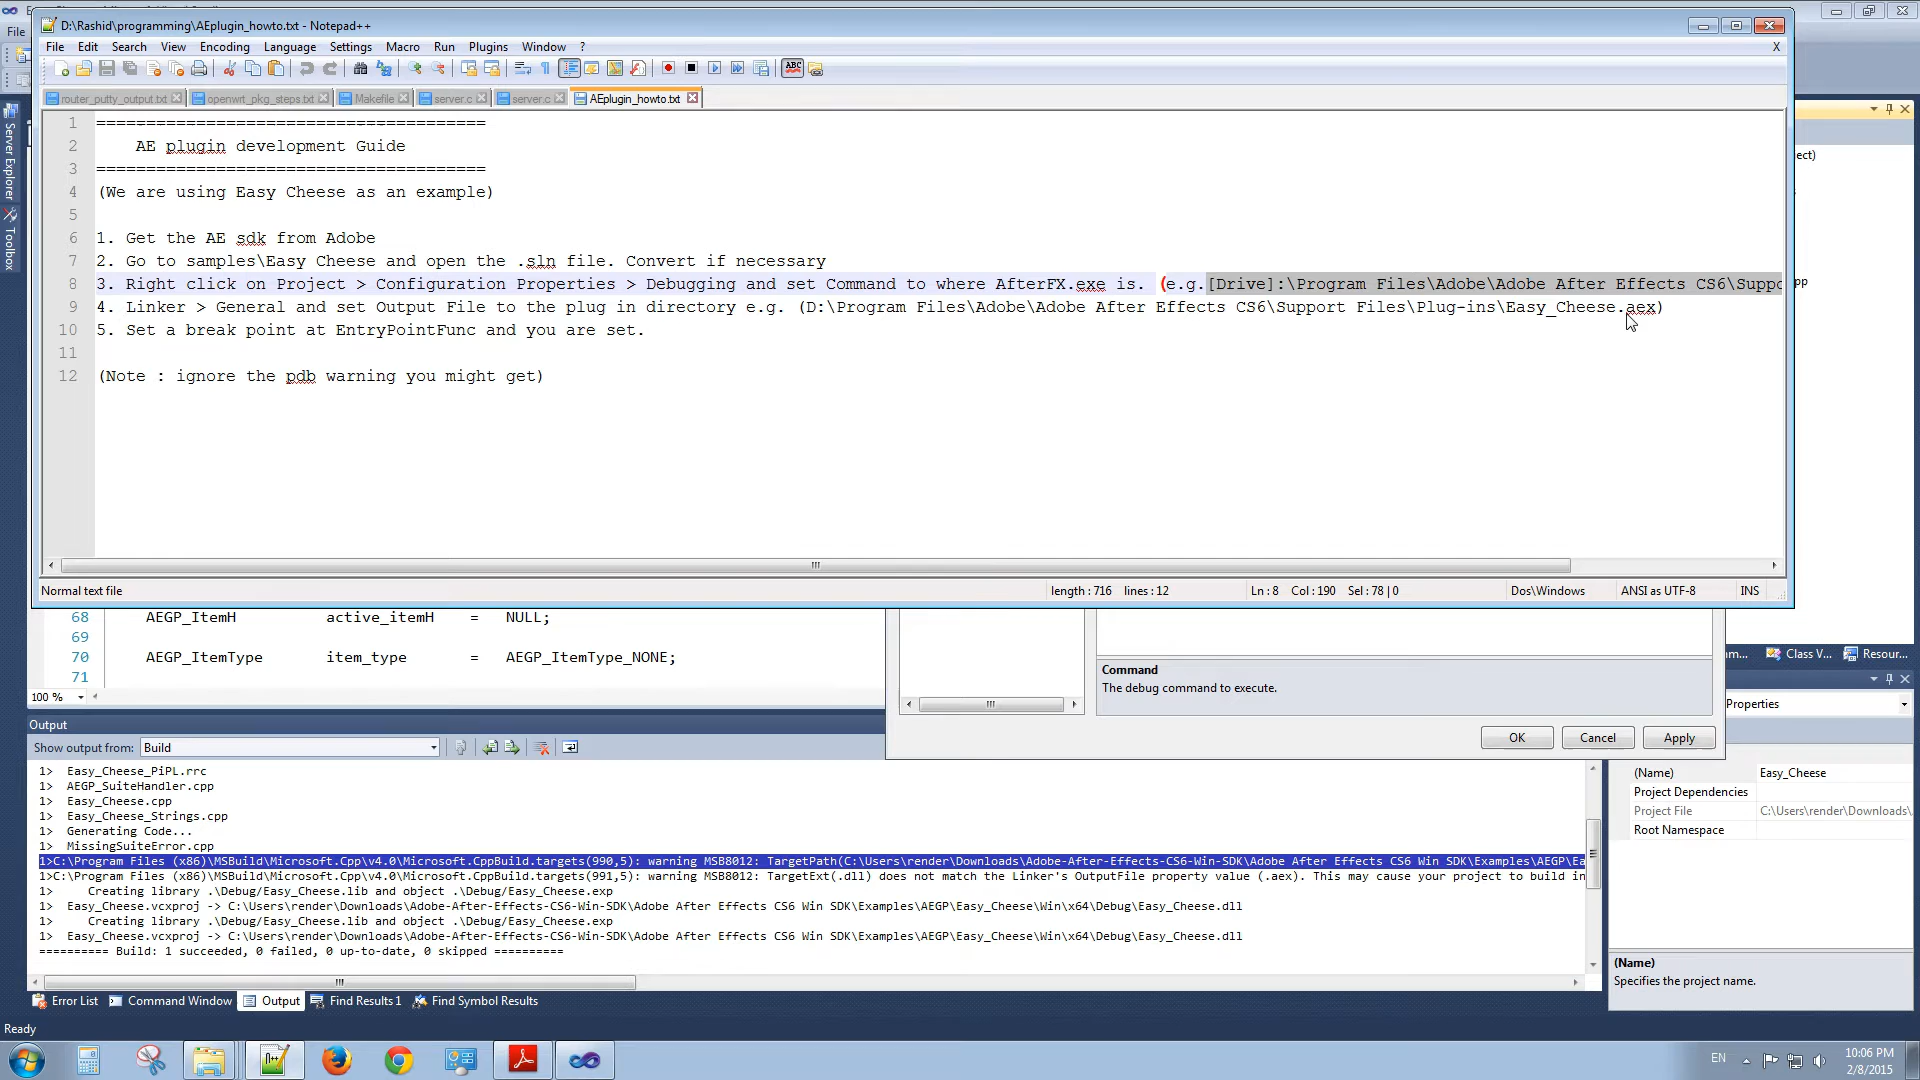 D:\Rashid\programming\AEplugin_howto.txt - Notepad++
File Edit Search View Encoding Language Settings Macro Run Plugins Window ? X
router_putty_output.txt openwrt_pkg_steps.txt Makefile server.c server.c AEplugin_howto.txt
1 =======================================
2 AE plugin development Guide
3 =======================================
4 (We are using Easy Cheese as an example)
5
6 1. Get the AE sdk from Adobe
7 2. Go to samples\Easy Cheese and open the .sln file. Convert if necessary
8 3. Right click on Project > Configuration Properties > Debugging and set Command to where AfterFX.exe is. (e.g.[Drive]:\Program Files\Adobe\Adobe After Effects CS6\Suppo
9 4. Linker > General and set Output File to the plug in directory e.g. (D:\Program Files\Adobe\Adobe After Effects CS6\Support Files\Plug-ins\Easy_Cheese.aex)
10 5. Set a break point at EntryPointFunc and you are set.
11
12 (Note : ignore the pdb warning you might get)
Normal text file length : 716 lines : 12 Ln : 8 Col : 190 Sel : 78 | 0 Dos\Windows ANSI as UTF-8 INS
File
Server Explorer
Toolbox
ect)
pp
68 AEGP_ItemH active_itemH = NULL;
69
70 AEGP_ItemType item_type = AEGP_ItemType_NONE;
71
100 %
Command
The debug command to execute.
OK Cancel Apply
m... Class V... Resour...
Properties
(Name) Easy_Cheese
Project Dependencies
Project File C:\Users\render\Downloads\
Root Namespace
(Name)
Specifies the project name.
Output
Show output from: Build
1> Easy_Cheese_PiPL.rrc
1> AEGP_SuiteHandler.cpp
1> Easy_Cheese.cpp
1> Easy_Cheese_Strings.cpp
1> Generating Code...
1> MissingSuiteError.cpp
1>C:\Program Files (x86)\MSBuild\Microsoft.Cpp\v4.0\Microsoft.CppBuild.targets(990,5): warning MSB8012: TargetPath(C:\Users\render\Downloads\Adobe-After-Effects-CS6-Win-SDK\Adobe After Effects CS6 Win SDK\Examples\AEGP\Ea
1>C:\Program Files (x86)\MSBuild\Microsoft.Cpp\v4.0\Microsoft.CppBuild.targets(991,5): warning MSB8012: TargetExt(.dll) does not match the Linker's OutputFile property value (.aex). This may cause your project to build in
1> Creating library .\Debug/Easy_Cheese.lib and object .\Debug/Easy_Cheese.exp
1> Easy_Cheese.vcxproj -> C:\Users\render\Downloads\Adobe-After-Effects-CS6-Win-SDK\Adobe After Effects CS6 Win SDK\Examples\AEGP\Easy_Cheese\Win\x64\Debug\Easy_Cheese.dll
1> Creating library .\Debug/Easy_Cheese.lib and object .\Debug/Easy_Cheese.exp
1> Easy_Cheese.vcxproj -> C:\Users\render\Downloads\Adobe-After-Effects-CS6-Win-SDK\Adobe After Effects CS6 Win SDK\Examples\AEGP\Easy_Cheese\Win\x64\Debug\Easy_Cheese.dll
========== Build: 1 succeeded, 0 failed, 0 up-to-date, 0 skipped ==========
Error List Command Window Output Find Results 1 Find Symbol Results
Ready
EN 10:06 PM
2/8/2015